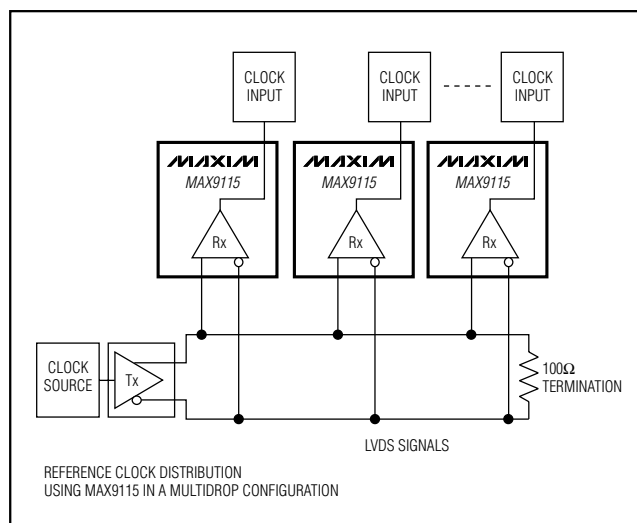 CLOCK
INPUT
CLOCK
INPUT
CLOCK
INPUT
MAXIM
MAX9115
MAXIM
MAX9115
MAXIM
MAX9115
Rx
Rx
Rx
CLOCK
SOURCE
Tx
100Ω
TERMINATION
LVDS SIGNALS
REFERENCE CLOCK DISTRIBUTION
USING MAX9115 IN A MULTIDROP CONFIGURATION